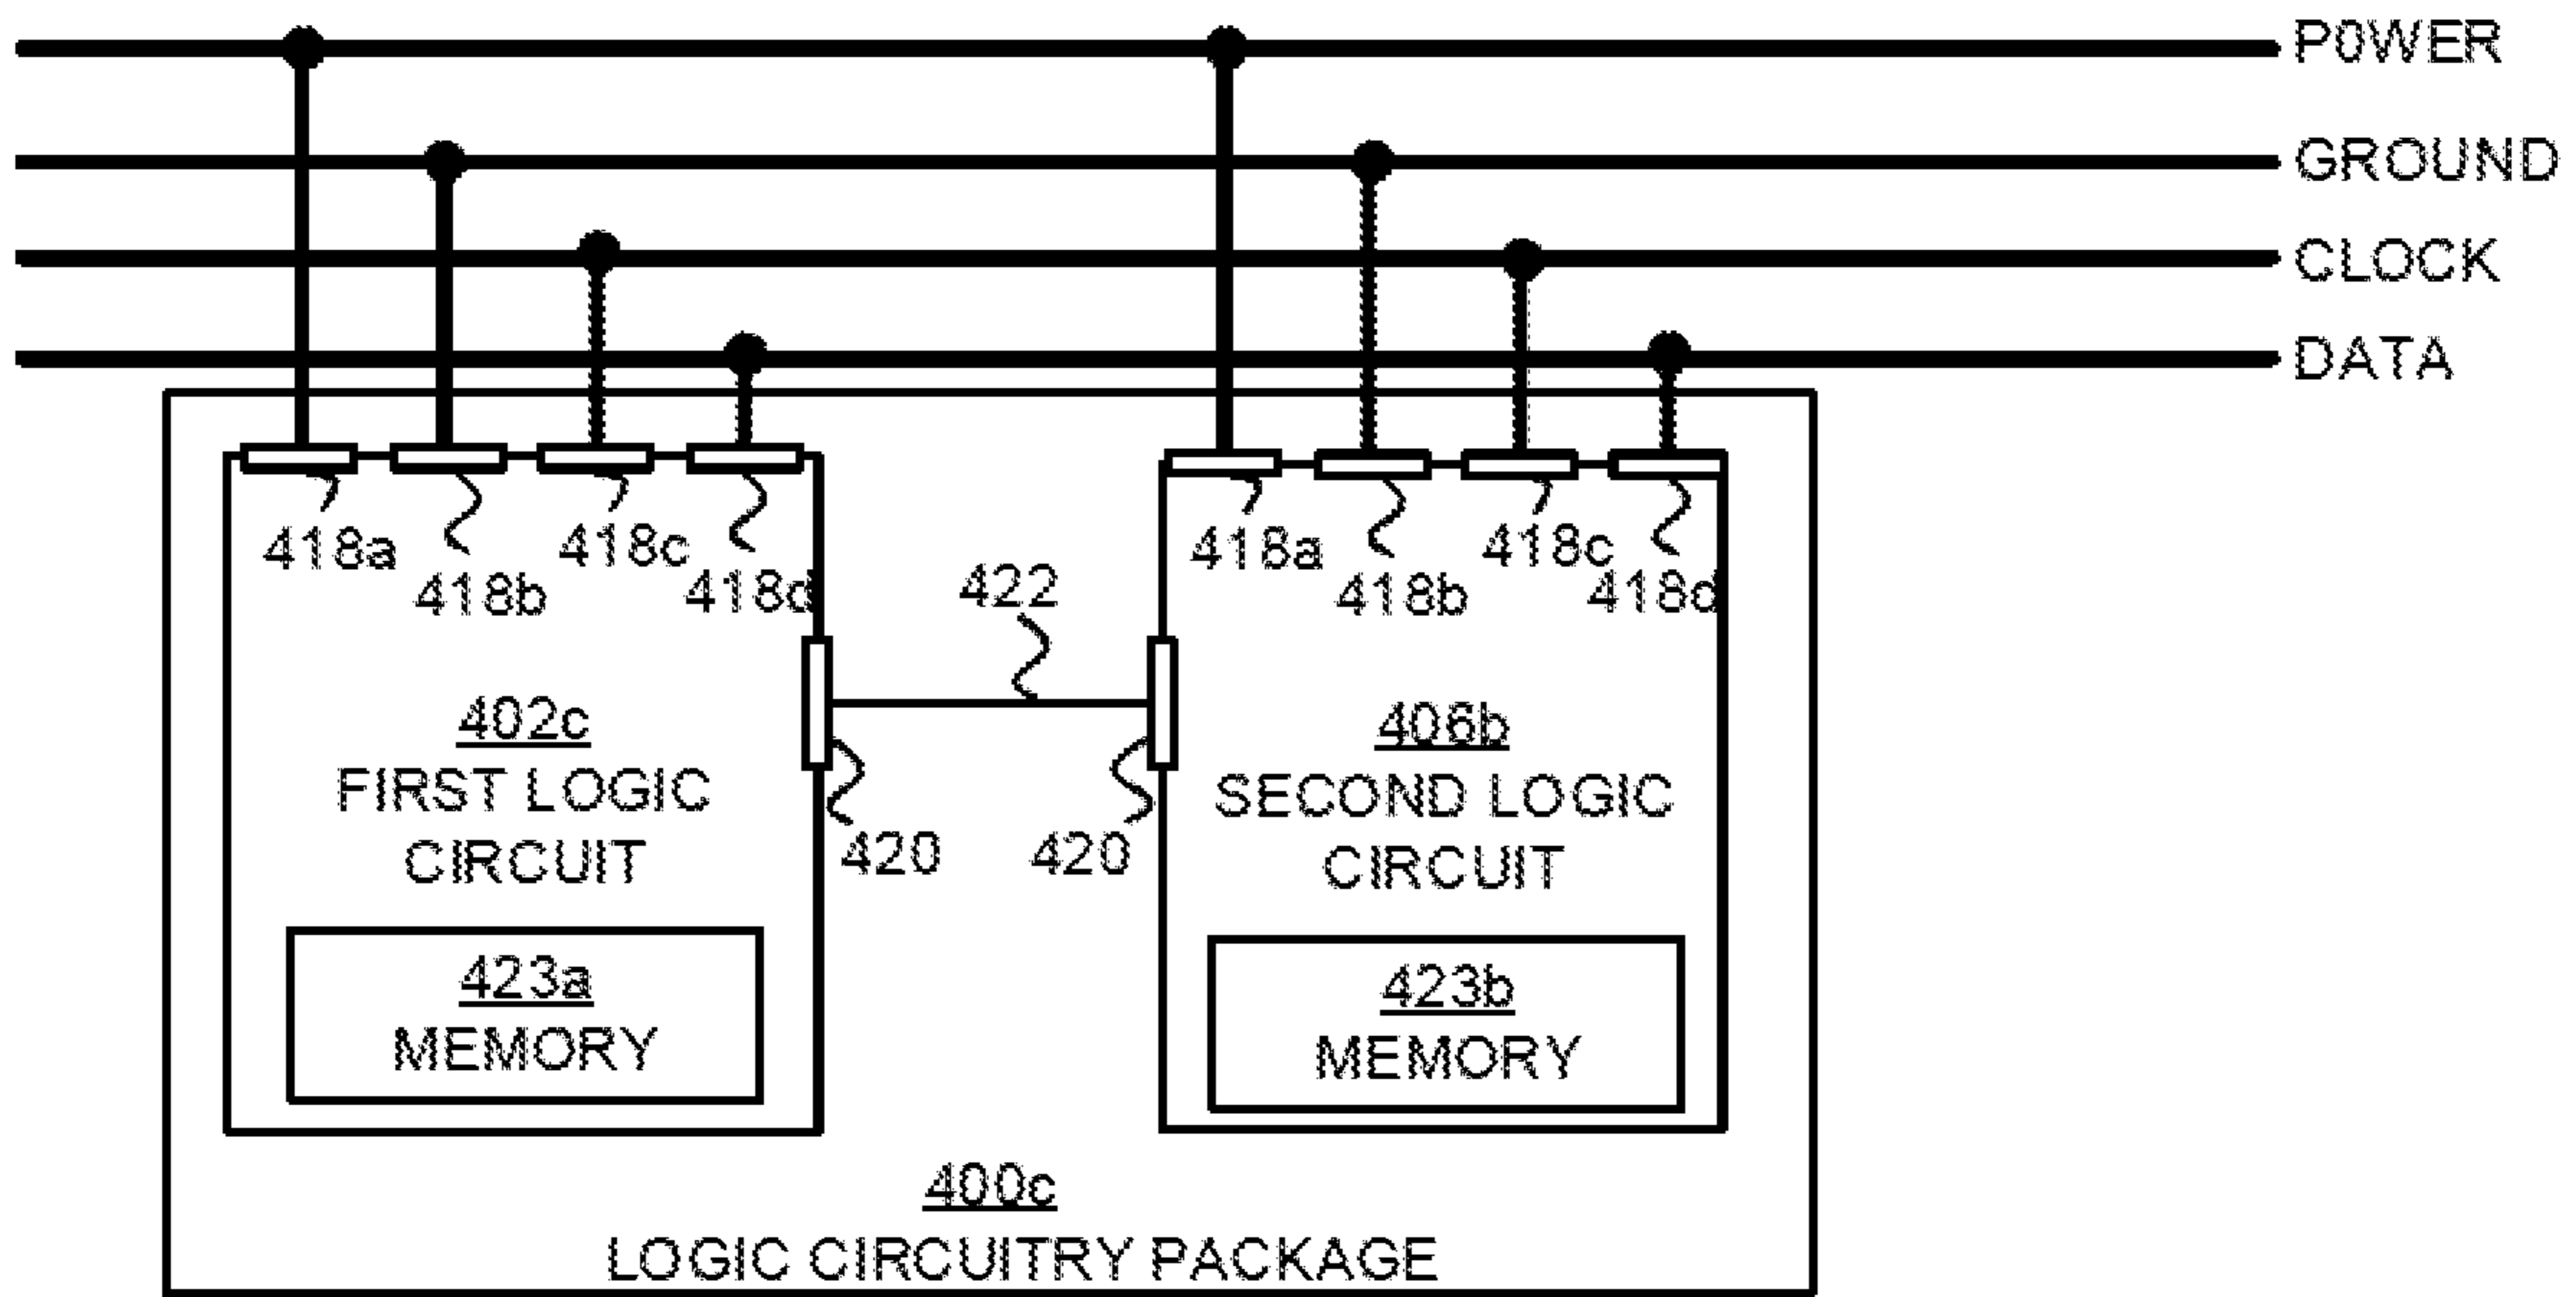 P0WER
GROUND
CLOCK
DATA
418a
418b
418c
418d
418a
418b
418c
418d
422
402c
FIRST LOGIC
CIRCUIT
420
420
406b
SECOND LOGIC
CIRCUIT
423a
MEMORY
423b
MEMORY
400c
LOGIC CIRCUITRY PACKAGE